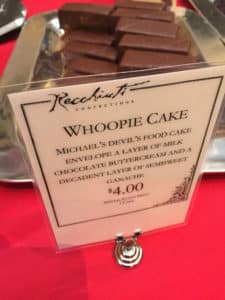 Recchiuti
CONFECTIONS
WHOOPIE CAKE
MICHAEL'S DEVIL'S FOOD CAKE
ENVELOPE A LAYER OF MILK
CHOCOLATE BUTTERCREAM AND A
DECADENT LAYER OF SEMISWEET
GANACHE
$4.00